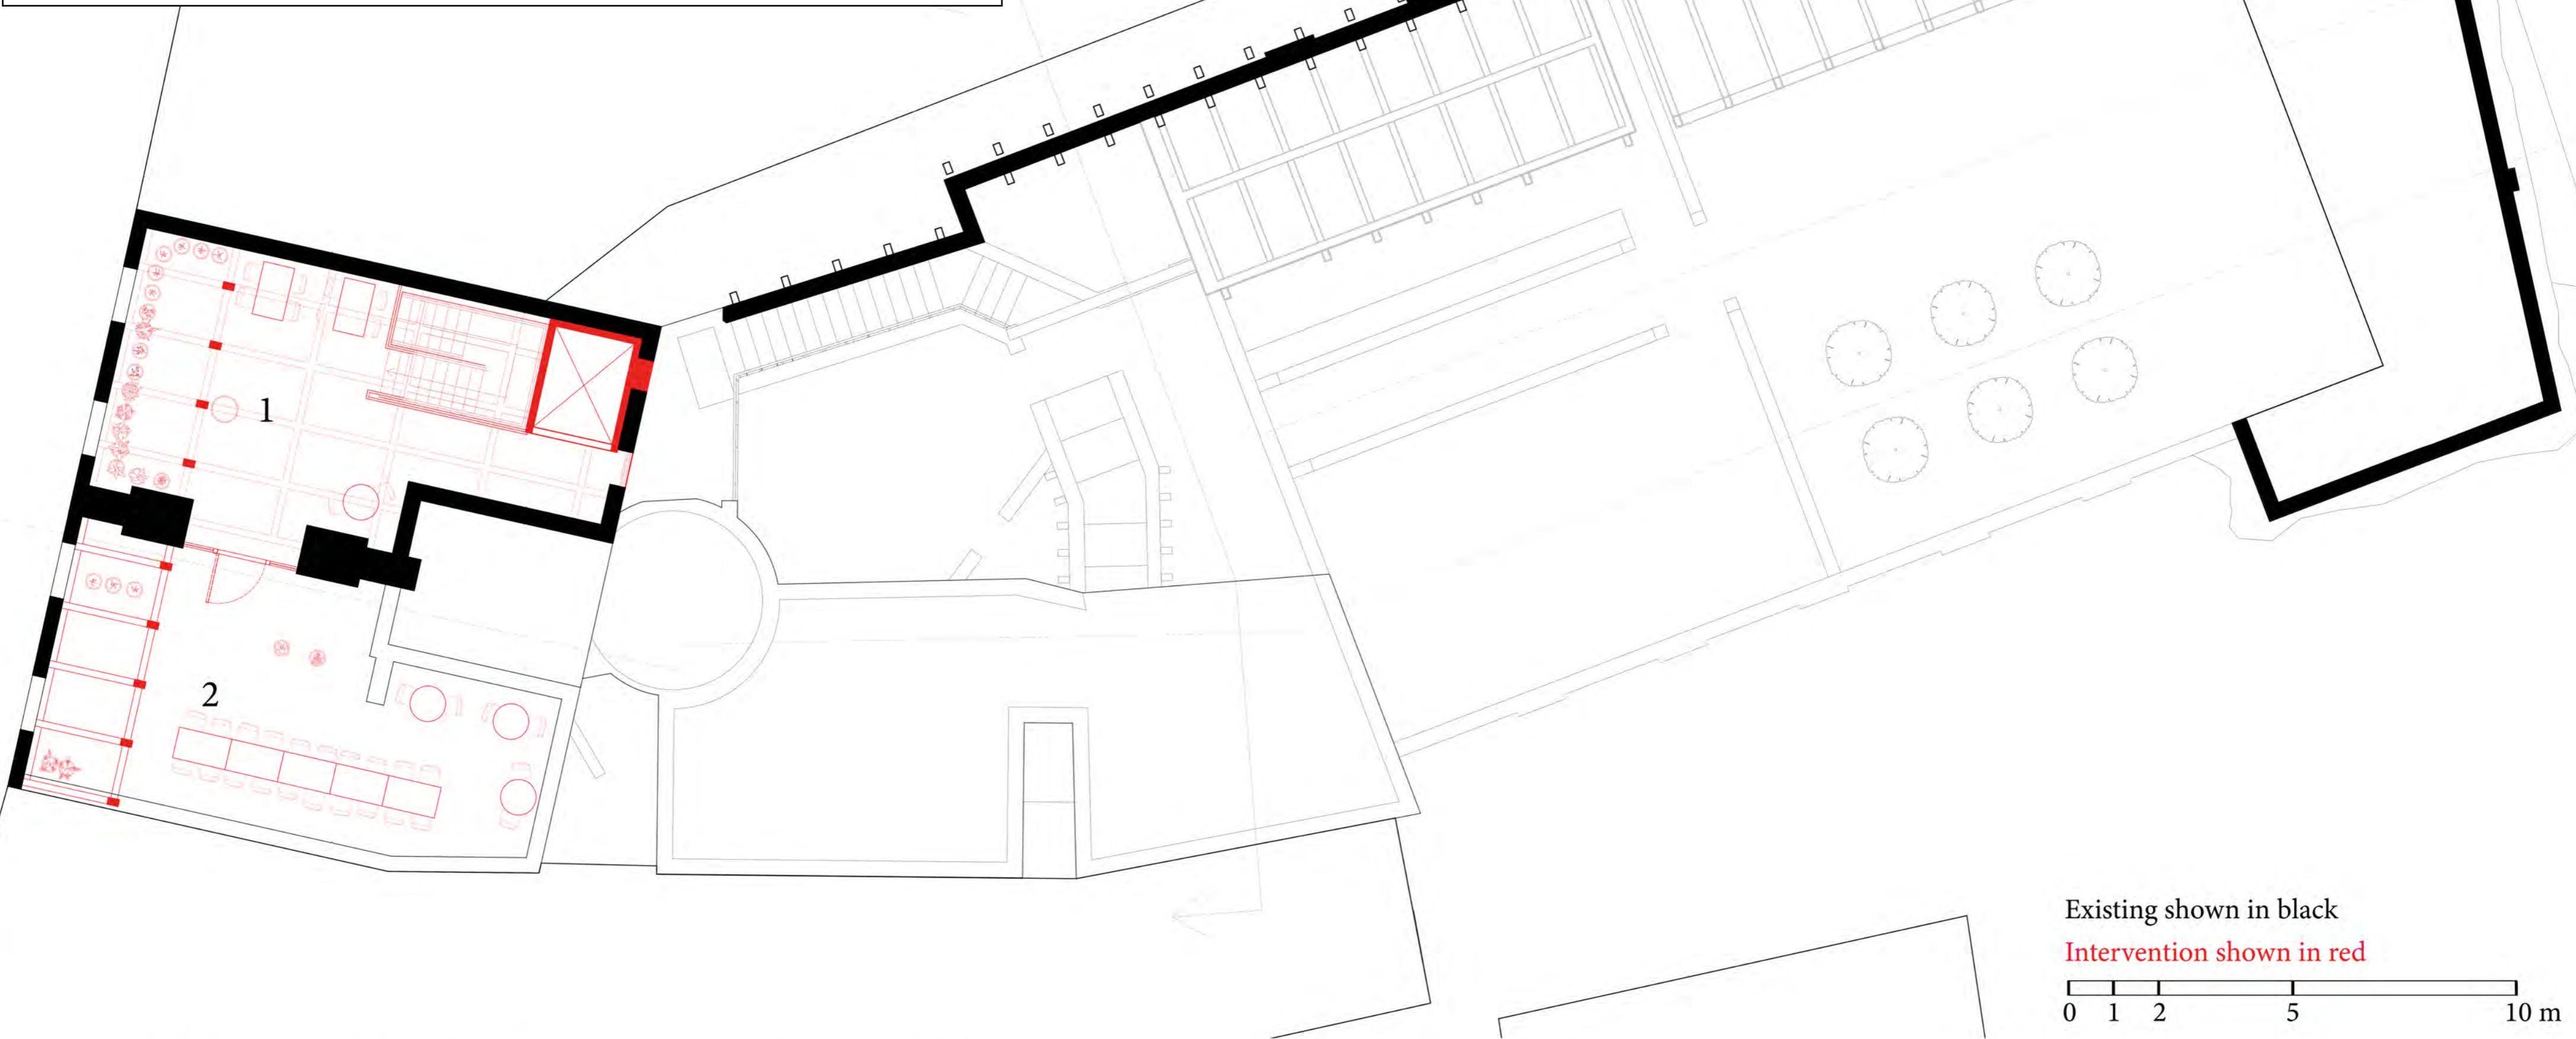 1
2
Existing shown in black
Intervention shown in red
0 1 2 5 10 m